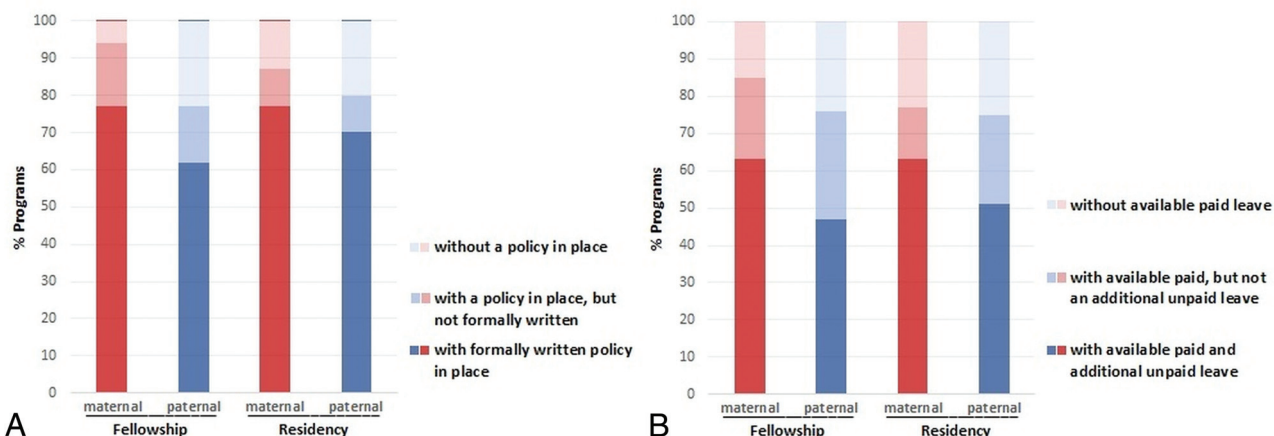 100
90
80
70
60
50
40
30
20
10
0
% Programs
maternal paternal maternal paternal
Fellowship Residency
without a policy in place
with a policy in place, but
not formally written
with formally written policy
in place
A
100
90
80
70
60
50
40
30
20
10
0
% Programs
maternal paternal maternal paternal
Fellowship Residency
without available paid leave
with available paid, but not
an additional unpaid leave
with available paid and
additional unpaid leave
B